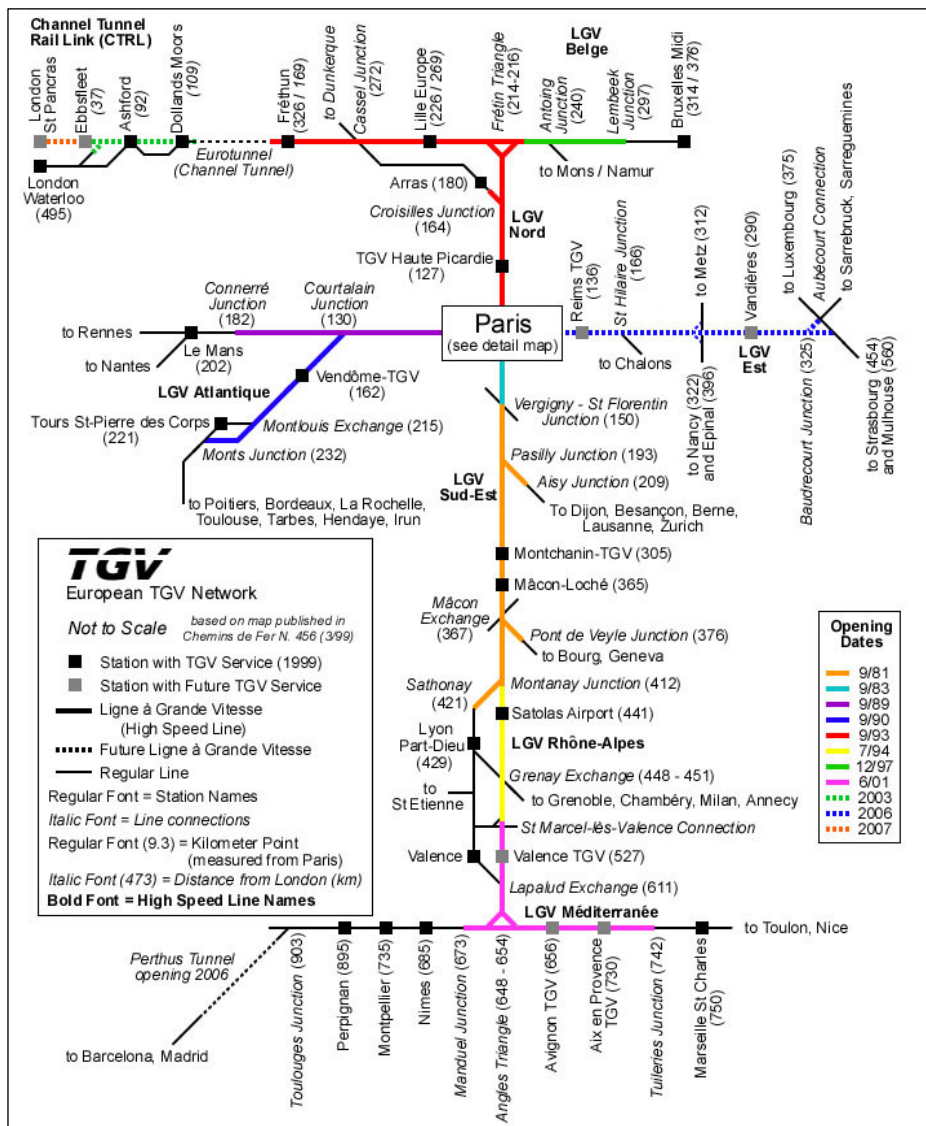 Channel Tunnel
Rail Link (CTRL)
London
St Pancras
Ebbsfleet
(37)
Ashford
(92)
Dollands Moors
(109)
Fréthun
(326 / 169)
to Dunkerque
Cassel Junction
(272)
Lille Europe
(226 / 269)
Frétin Triangle
(214-216)
LGV
Belge
Antoing
Junction
(240)
Lembeek
Junction
(297)
Bruxelles Midi
(314 / 376)
Eurotunnel
(Channel Tunnel)
London
Waterloo
(495)
to Mons / Namur
Arras (180)
Croisilles Junction
(164)
LGV
Nord
TGV Haute Picardie
(127)
Connerré
Junction
(182)
Courtalain
Junction
(130)
Paris
(see detail map)
Reims TGV
(136)
St Hilaire Junction
(166)
to Metz (312)
Vandières (290)
to Luxembourg (375)
Aubécourt Connection
to Sarrebruck, Sarreguemines
to Rennes
to Nantes
Le Mans
(202)
to Chalons
LGV
Est
to Nancy (322)
and Epinal (396)
Baudrecourt Junction (325)
to Strasbourg (454)
and Mulhouse (560)
LGV Atlantique
Vendôme-TGV
(162)
Tours St-Pierre des Corps
(221)
Montlouis Exchange (215)
Monts Junction (232)
to Poitiers, Bordeaux, La Rochelle,
Toulouse, Tarbes, Hendaye, Irun
Vergigny - St Florentin
Junction (150)
Pasilly Junction (193)
LGV
Sud-Est
Aisy Junction (209)
To Dijon, Besançon, Berne,
Lausanne, Zurich
Montchanin-TGV (305)
Mâcon-Loché (365)
Mâcon
Exchange
(367)
Pont de Veyle Junction (376)
to Bourg, Geneva
Sathonay
(421)
Montanay Junction (412)
Satolas Airport (441)
Lyon
Part-Dieu
(429)
LGV Rhône-Alpes
Grenay Exchange (448 - 451)
to
St Etienne
to Grenoble, Chambéry, Milan, Annecy
St Marcel-lés-Valence Connection
Valence
Valence TGV (527)
Lapalud Exchange (611)
LGV Méditerranée
to Toulon, Nice
Perthus Tunnel
opening 2006
to Barcelona, Madrid
Toulouges Junction (903)
Perpignan (895)
Montpellier (735)
Nimes (685)
Manduel Junction (673)
Angles Triangle (648 - 654)
Avignon TGV (656)
Aix en Provence
TGV (730)
Tuileries Junction (742)
Marseille St Charles
(750)
TGV
European TGV Network
Not to Scale
based on map published in
Chemins de Fer N. 456 (3/99)
Station with TGV Service (1999)
Station with Future TGV Service
Ligne à Grande Vitesse
(High Speed Line)
Future Ligne à Grande Vitesse
Regular Line
Regular Font = Station Names
Italic Font = Line connections
Regular Font (9.3) = Kilometer Point
(measured from Paris)
Italic Font (473) = Distance from London (km)
Bold Font = High Speed Line Names
Opening
Dates
9/81
9/83
9/89
9/90
9/93
7/94
12/97
6/01
2003
2006
2007